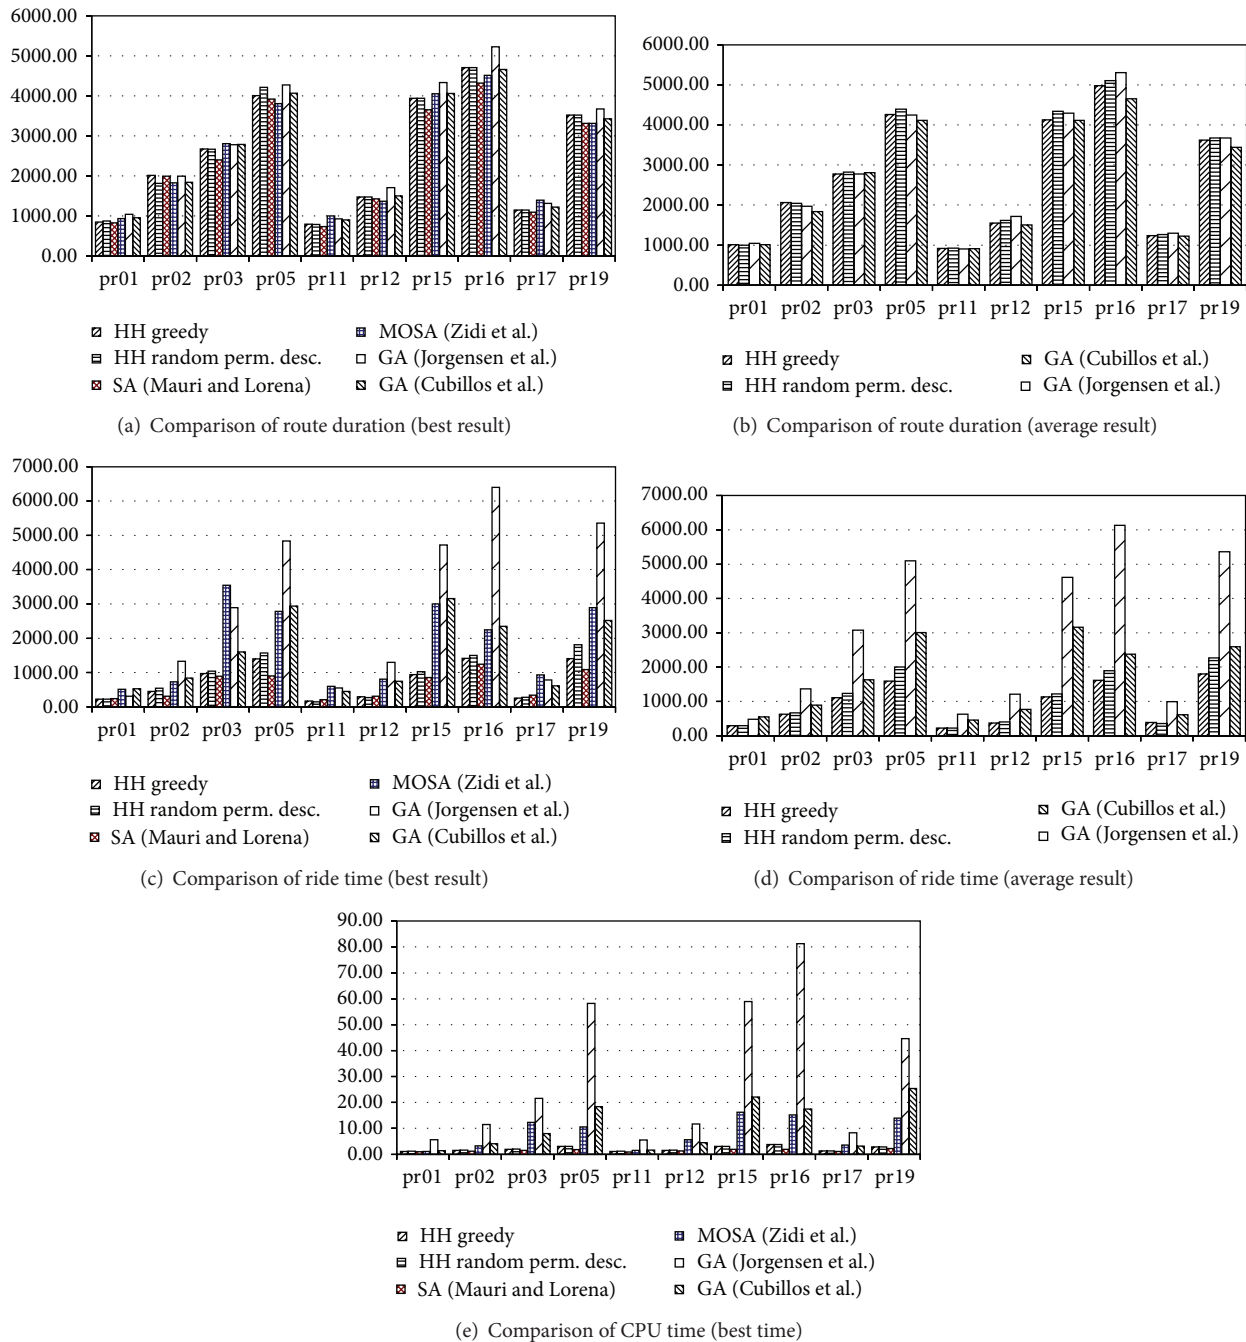 6000.00
5000.00
4000.00
3000.00
2000.00
1000.00
0.00
pr01 pr02 pr03 pr05 pr11 pr12 pr15 pr16 pr17 pr19
HH greedy
HH random perm. desc.
SA (Mauri and Lorena)
MOSA (Zidi et al.)
GA (Jorgensen et al.)
GA (Cubillos et al.)
(a) Comparison of route duration (best result)
6000.00
5000.00
4000.00
3000.00
2000.00
1000.00
0.00
pr01 pr02 pr03 pr05 pr11 pr12 pr15 pr16 pr17 pr19
HH greedy
HH random perm. desc.
GA (Cubillos et al.)
GA (Jorgensen et al.)
(b) Comparison of route duration (average result)
7000.00
6000.00
5000.00
4000.00
3000.00
2000.00
1000.00
0.00
pr01 pr02 pr03 pr05 pr11 pr12 pr15 pr16 pr17 pr19
HH greedy
HH random perm. desc.
SA (Mauri and Lorena)
MOSA (Zidi et al.)
GA (Jorgensen et al.)
GA (Cubillos et al.)
(c) Comparison of ride time (best result)
7000.00
6000.00
5000.00
4000.00
3000.00
2000.00
1000.00
0.00
pr01 pr02 pr03 pr05 pr11 pr12 pr15 pr16 pr17 pr19
HH greedy
HH random perm. desc.
GA (Cubillos et al.)
GA (Jorgensen et al.)
(d) Comparison of ride time (average result)
90.00
80.00
70.00
60.00
50.00
40.00
30.00
20.00
10.00
0.00
pr01 pr02 pr03 pr05 pr11 pr12 pr15 pr16 pr17 pr19
HH greedy
HH random perm. desc.
SA (Mauri and Lorena)
MOSA (Zidi et al.)
GA (Jorgensen et al.)
GA (Cubillos et al.)
(e) Comparison of CPU time (best time)